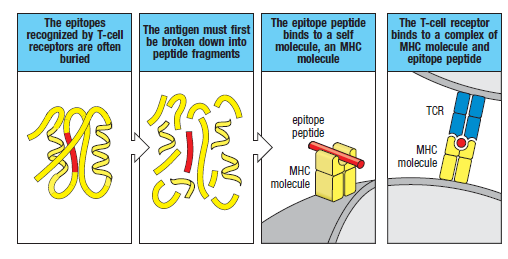 The epitopes
recognized by T-cell
receptors are often
buried
The antigen must first
be broken down into
peptide fragments
The epitope peptide
binds to a self
molecule, an MHC
molecule
The T-cell receptor
binds to a complex of
MHC molecule and
epitope peptide
epitope
peptide
MHC
molecule
TCR
MHC
molecule